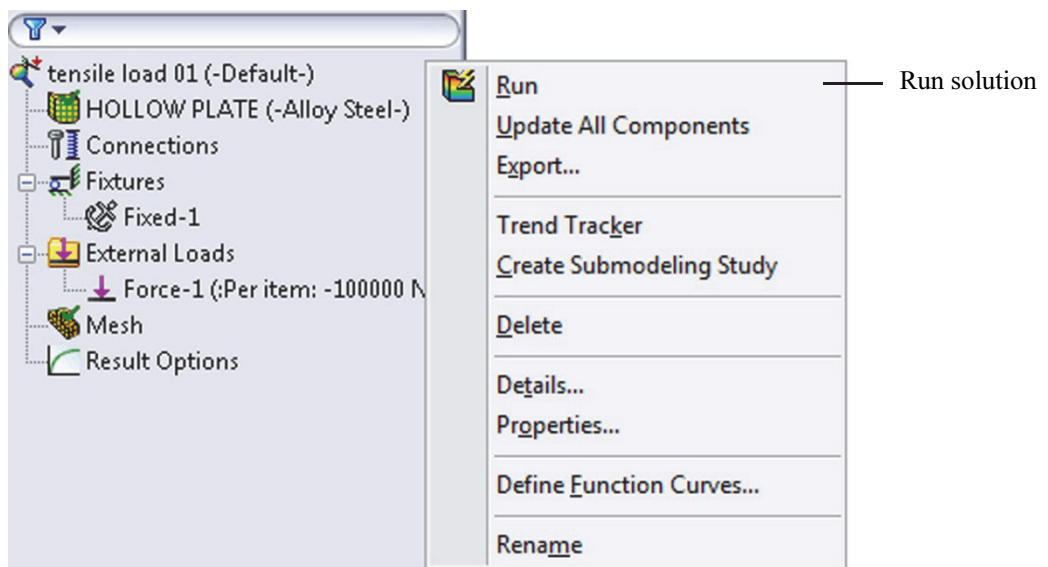 tensile load 01 (-Default-)
HOLLOW PLATE (-Alloy Steel-)
Connections
Fixtures
Fixed-1
External Loads
Force-1 (:Per item: -100000 N
Mesh
Result Options
Run
Update All Components
Export...
Trend Tracker
Create Submodeling Study
Delete
Details...
Properties...
Define Function Curves...
Rename
Run solution